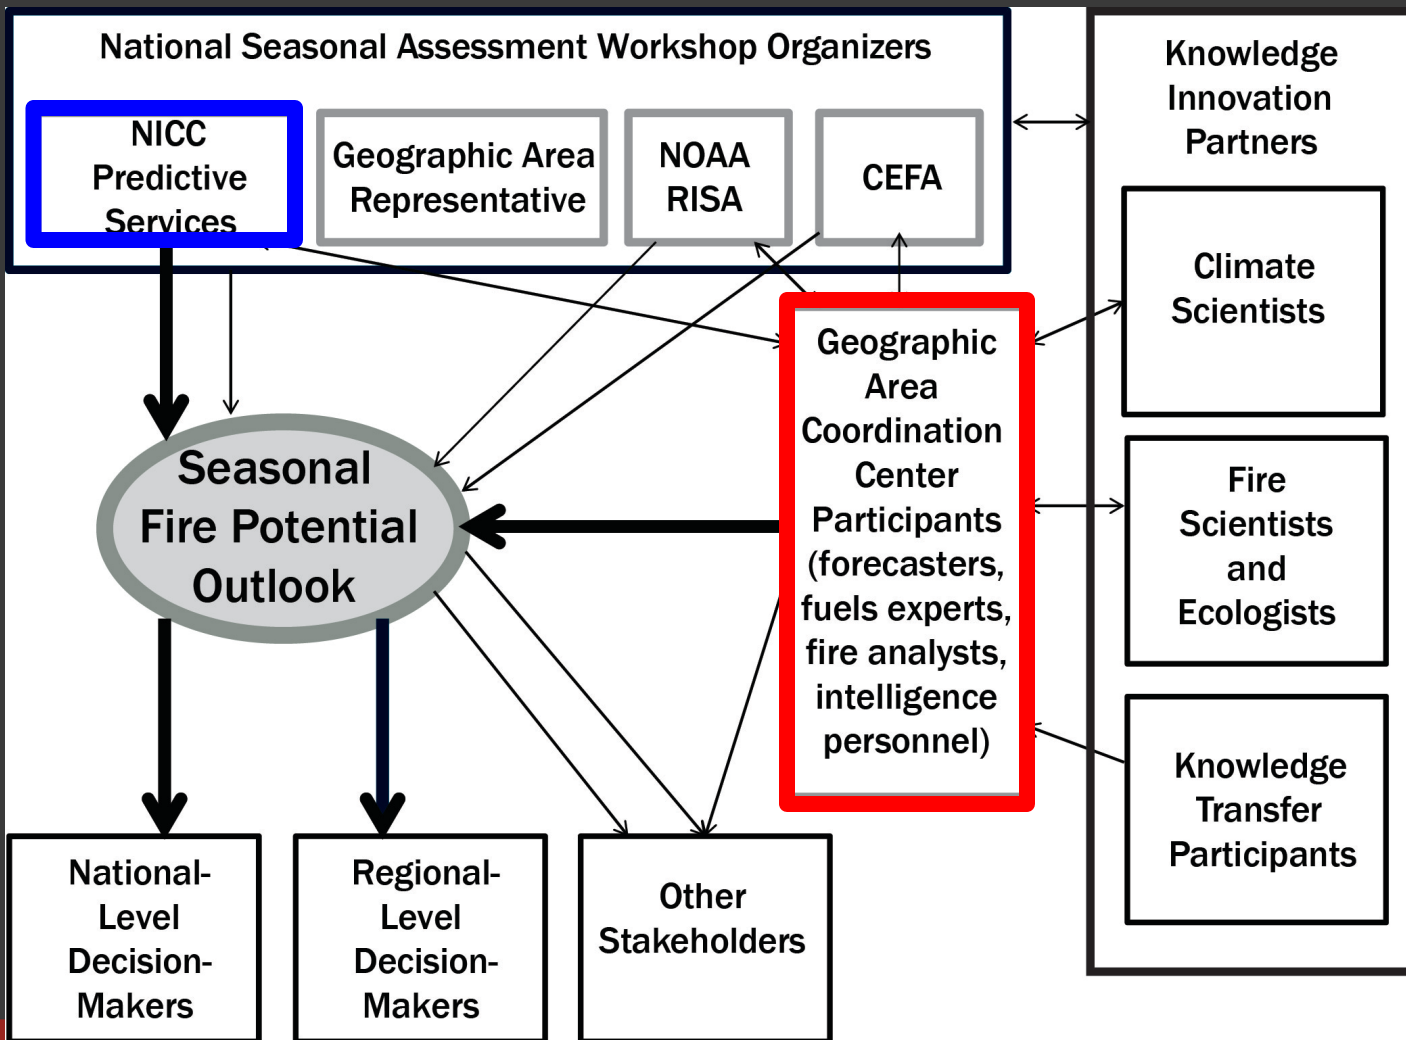 National Seasonal Assessment Workshop Organizers
NICC
Predictive
Services
Geographic Area
Representative
NOAA
RISA
CEFA
Knowledge
Innovation
Partners
Climate
Scientists
Fire
Scientists
and
Ecologists
Knowledge
Transfer
Participants
Geographic
Area
Coordination
Center
Participants
(forecasters,
fuels experts,
fire analysts,
intelligence
personnel)
Seasonal
Fire Potential
Outlook
National-
Level
Decision-
Makers
Regional-
Level
Decision-
Makers
Other
Stakeholders